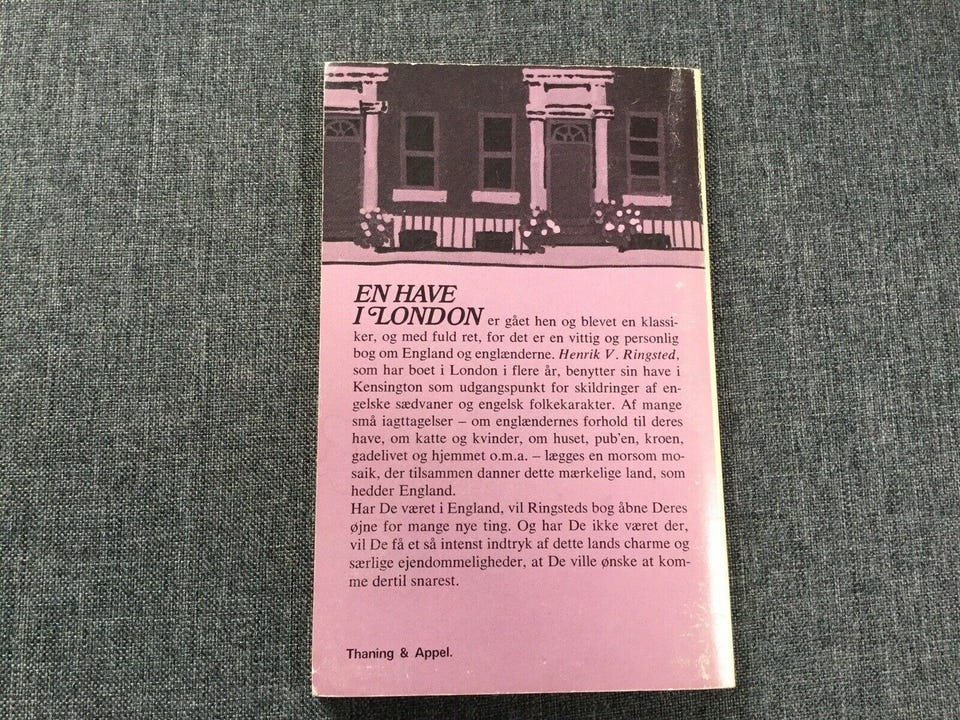 EN HAVE
I LONDON er gået hen og blevet en klassi-
ker, og med fuld ret, for det er en vittig og personlig
bog om England og englænderne. Henrik V. Ringsted,
som har boet i London i flere år, benytter sin have i
Kensington som udgangspunkt for skildringer af en-
gelske sædvaner og engelsk folkekarakter. Af mange
små iagttagelser – om englændernes forhold til deres
have, om katte og kvinder, om huset, pub'en, kroen,
gadelivet og hjemmet o.m.a. – lægges en morsom mo-
saik, der tilsammen danner dette mærkelige land, som
hedder England.
Har De været i England, vil Ringsteds bog åbne Deres
øjne for mange nye ting. Og har De ikke været der,
vil De få et så intenst indtryk af dette lands charme og
særlige ejendommeligheder, at De ville ønske at kom-
me dertil snarest.
Thaning & Appel.